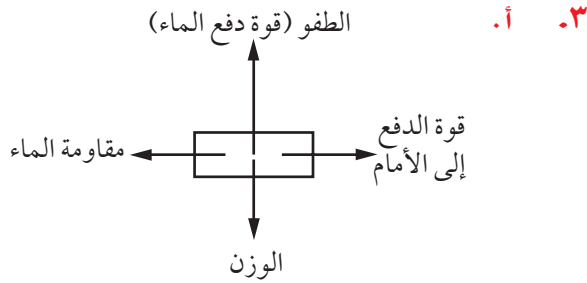 ٣. أ.
الطفو (قوة دفع الماء)
قوة الدفع
إلى الأمام
مقاومة الماء
الوزن